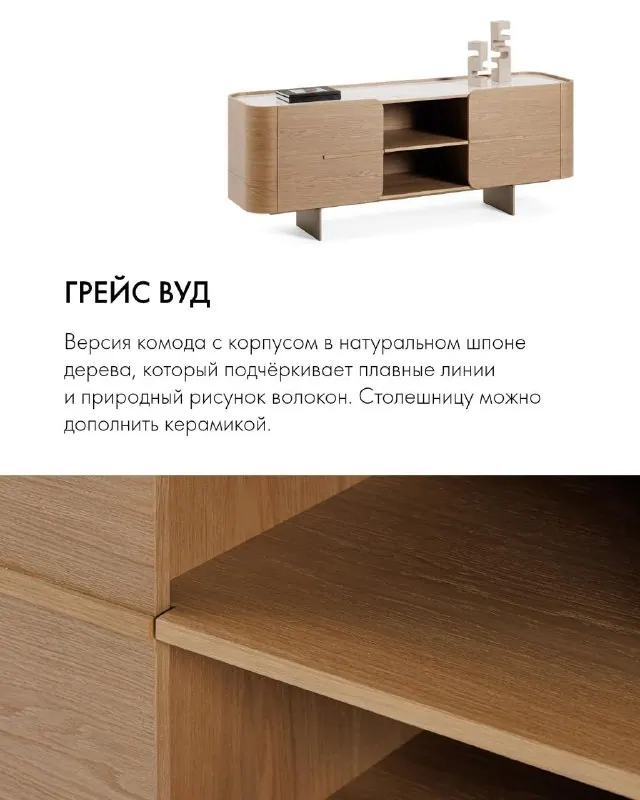 ГРЕЙС ВУД
Версия комода с корпусом в натуральном шпоне
дерева, который подчёркивает плавные линии
и природный рисунок волокон. Столешницу можно
дополнить керамикой.